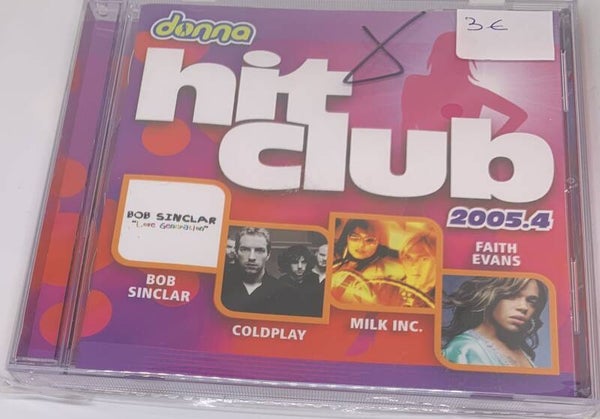 donna
3€
hit
club
2005.4
BOB SINCLAR
"Love Generation"
BOB
SINCLAR
COLDPLAY
MILK INC.
FAITH
EVANS